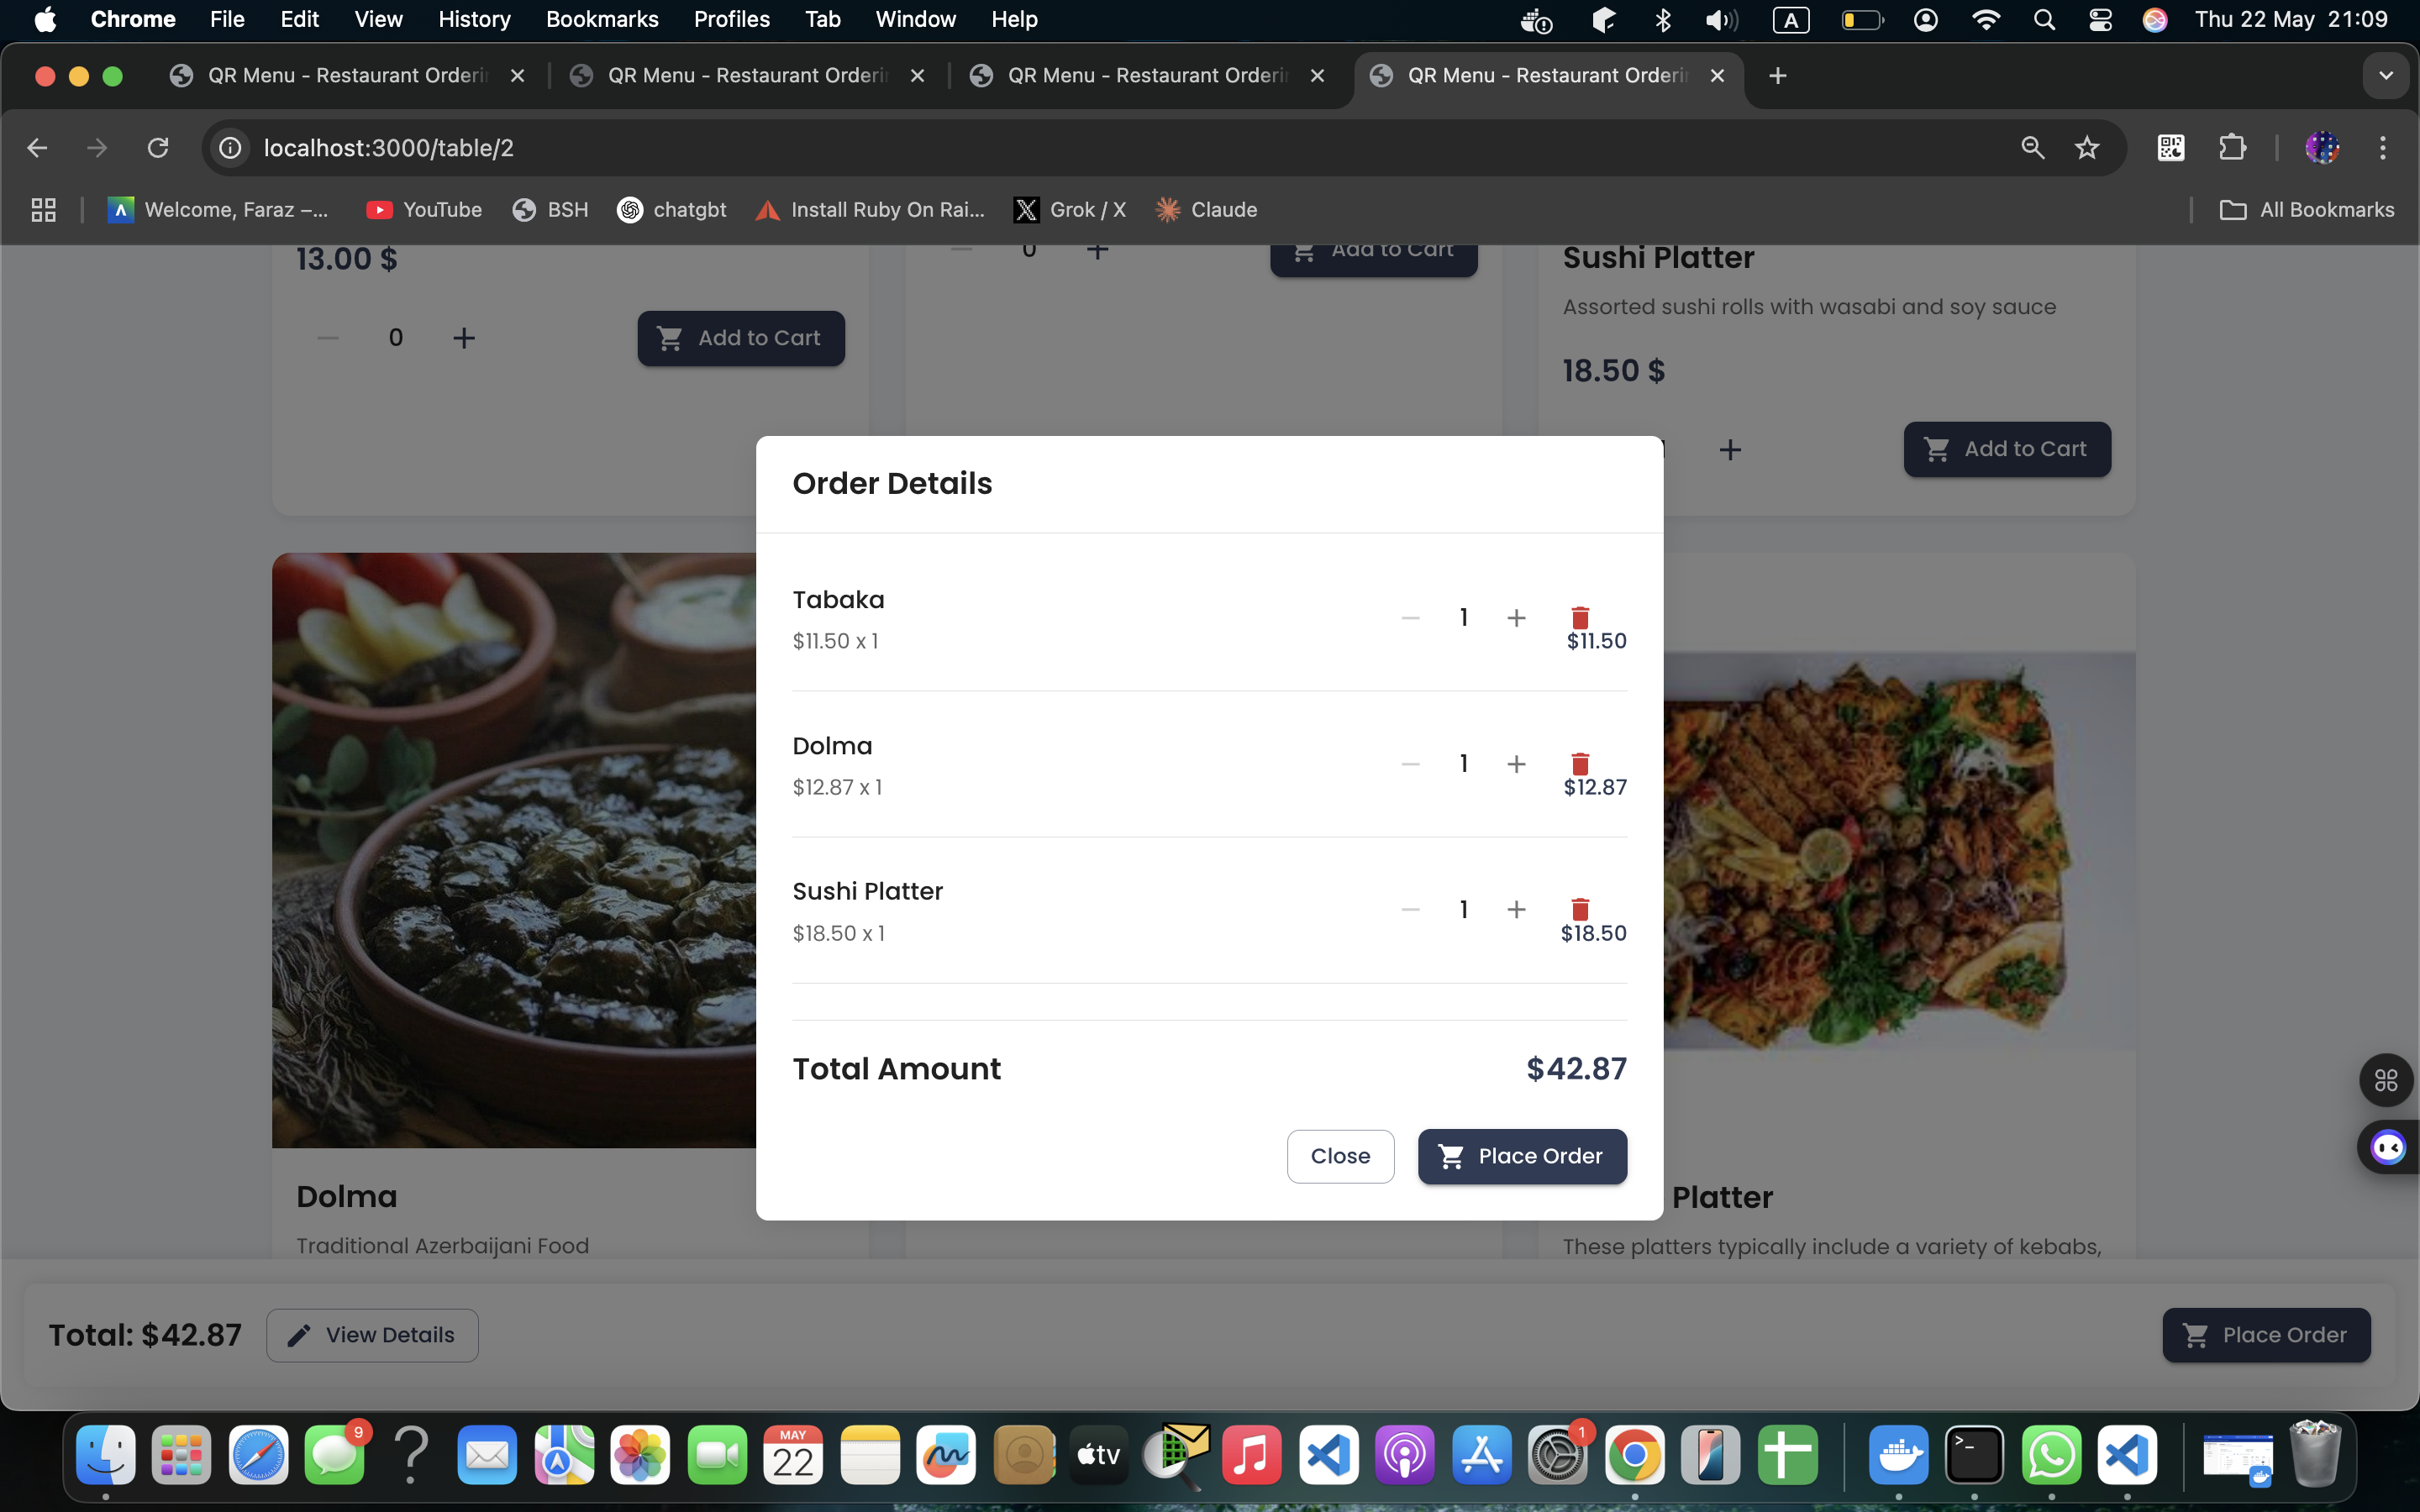 Chrome File Edit View History Bookmarks Profiles Tab Window Help A Thu 22 May 21:09
QR Menu - Restaurant Orderin QR Menu - Restaurant Orderin QR Menu - Restaurant Orderin QR Menu - Restaurant Orderin
localhost:3000/table/2
Welcome, Faraz –... YouTube BSH chatgbt Install Ruby On Rai... Grok / X Claude All Bookmarks
13.00 $
0 Add to Cart
0 Add to Cart
Sushi Platter
Assorted sushi rolls with wasabi and soy sauce
18.50 $
Add to Cart
Order Details
Tabaka
$11.50 x 1
1
$11.50
Dolma
$12.87 x 1
1
$12.87
Sushi Platter
$18.50 x 1
1
$18.50
Total Amount $42.87
Close Place Order
Dolma
Traditional Azerbaijani Food
Platter
These platters typically include a variety of kebabs,
Total: $42.87 View Details Place Order
9
MAY
22
tv
1